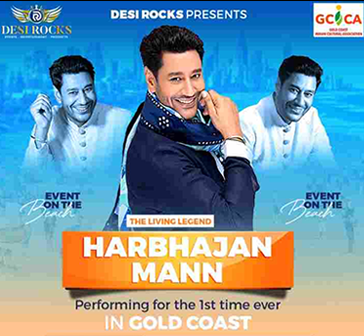 DESI ROCKS PRESENTS
DR
DESI ROCKS
GCICA
GOLD COAST
INDIAN CULTURAL ASSOCIATION
EVENT
ON THE
Beach
EVENT
ON THE
Beach
THE LIVING LEGEND
HARBHAJAN
MANN
Performing for the 1st time ever
IN GOLD COAST